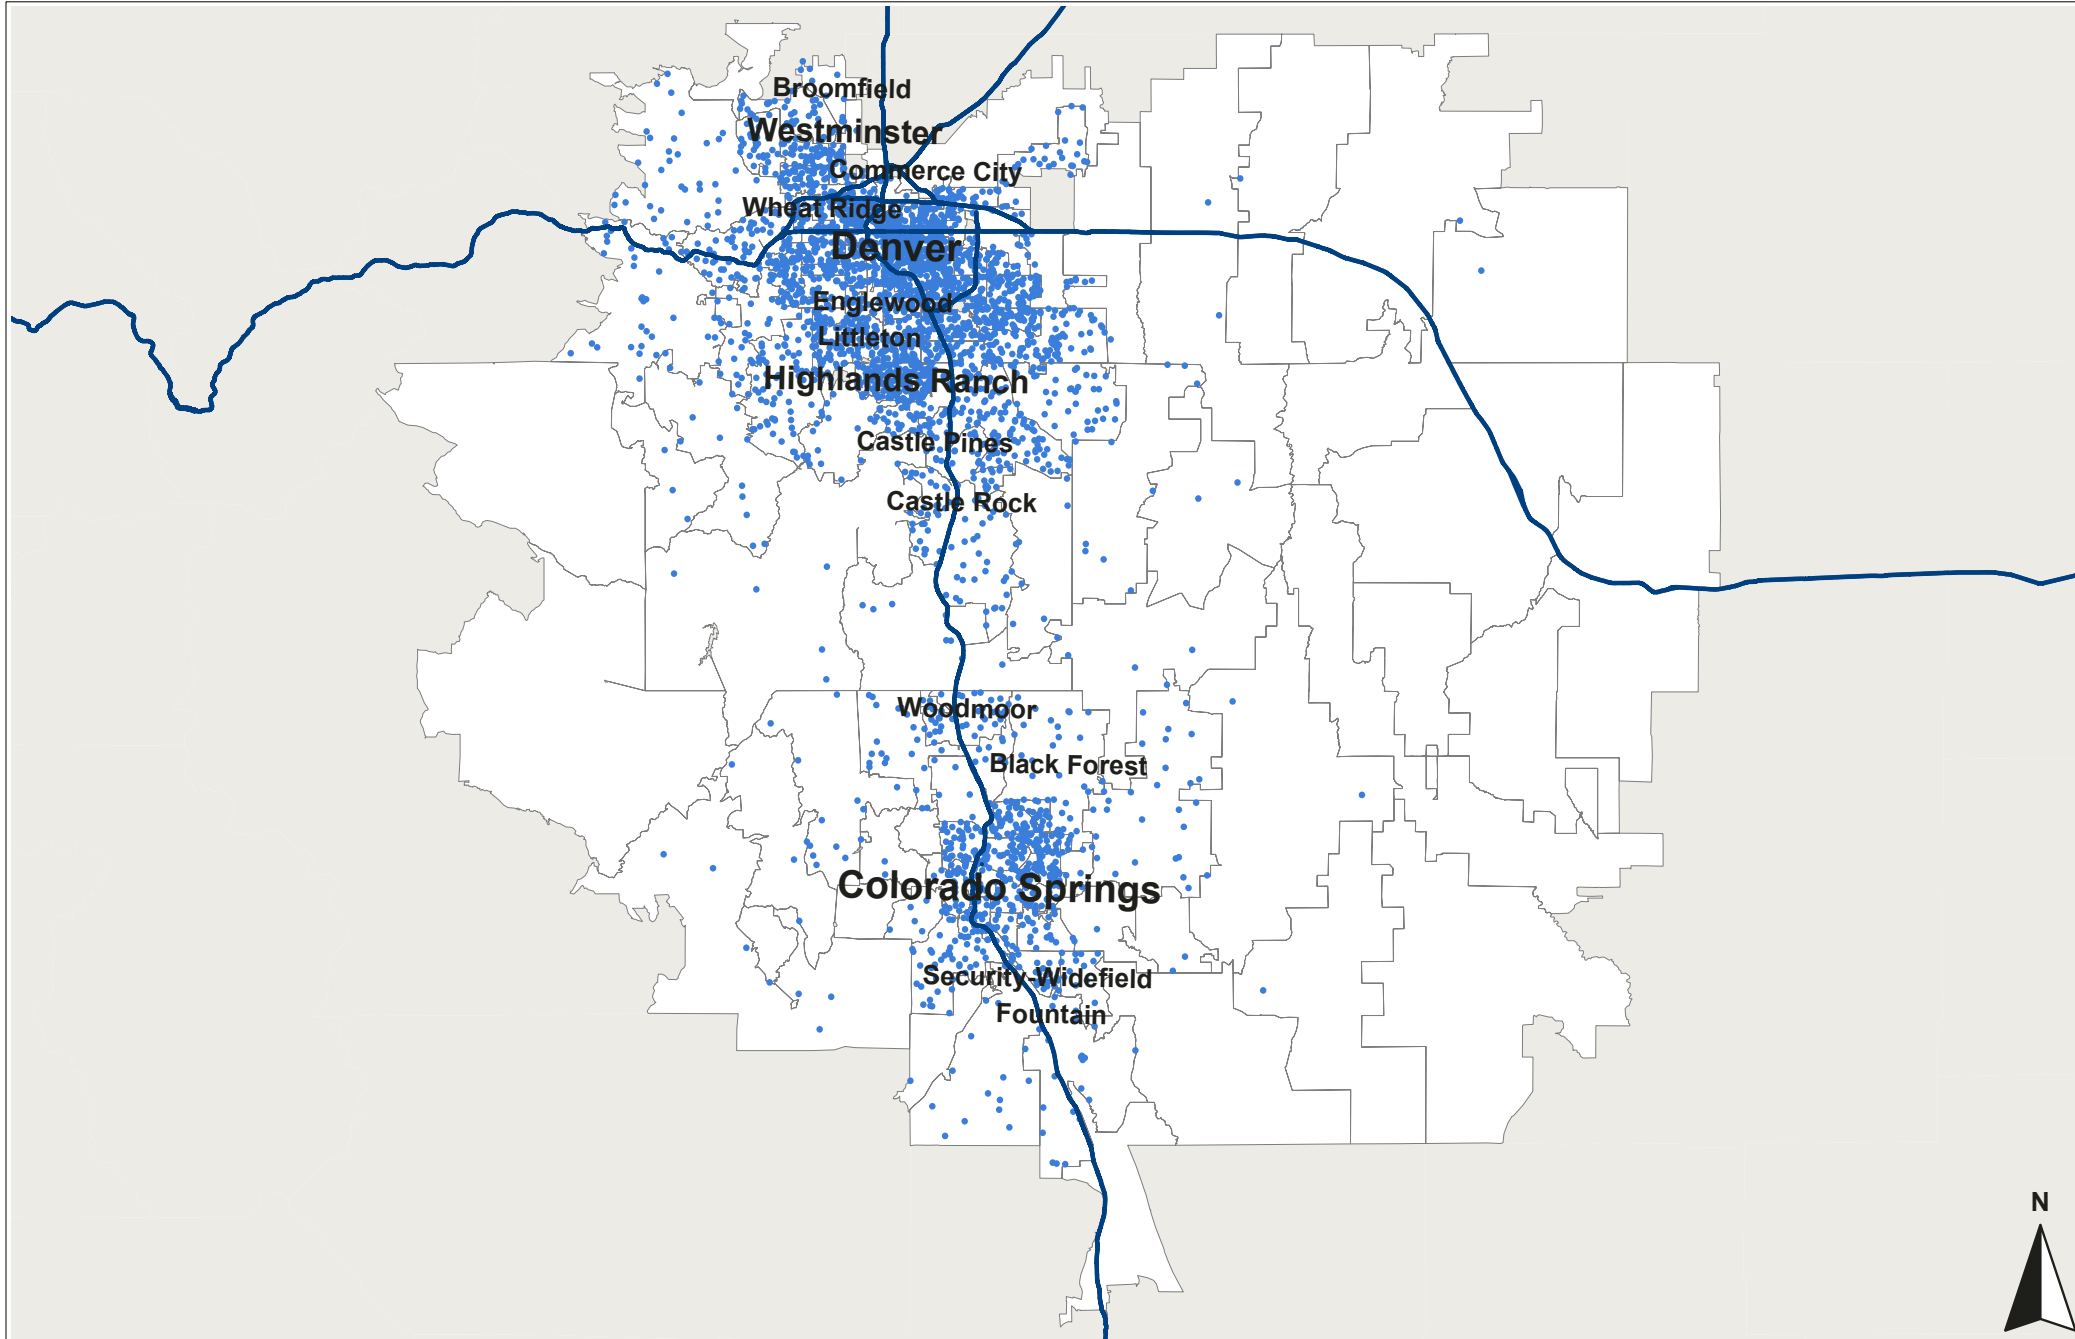 Broomfield
Westminster
Commerce City
Wheat Ridge
Denver
Englewood
Littleton
Highlands Ranch
Castle Pines
Castle Rock
Woodmoor
Black Forest
Colorado Springs
Security-Widefield
Fountain
N